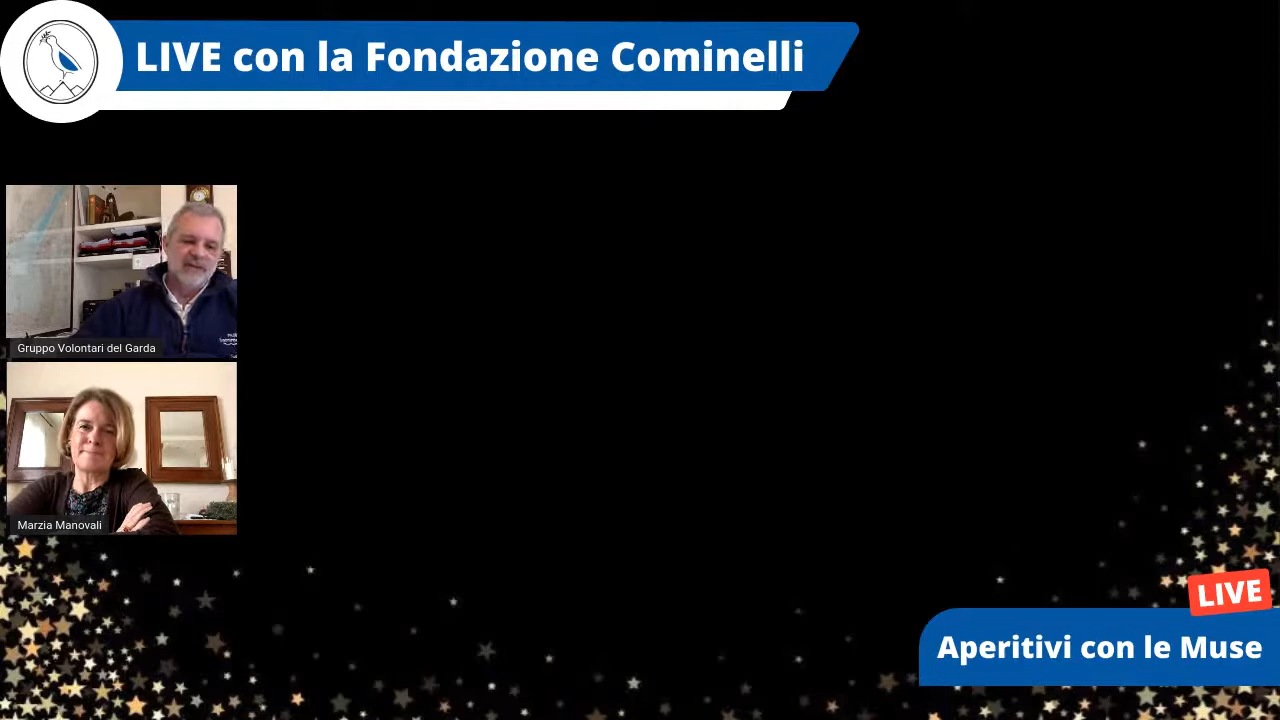 LIVE con la Fondazione Cominelli
Gruppo Volontari del Garda
Marzia Manovali
LIVE
Aperitivi con le Muse